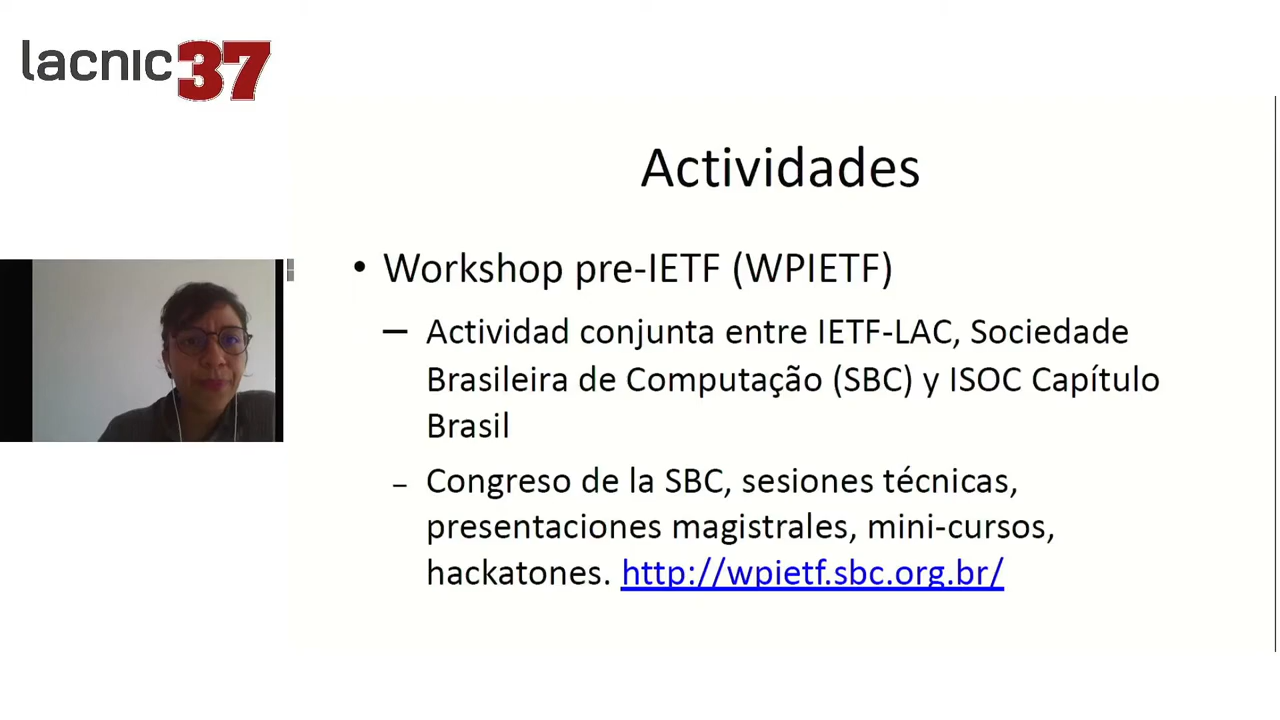 lacnic37
Actividades
• Workshop pre-IETF (WPIETF)
– Actividad conjunta entre IETF-LAC, Sociedade
Brasileira de Computação (SBC) y ISOC Capítulo
Brasil
– Congreso de la SBC, sesiones técnicas,
presentaciones magistrales, mini-cursos,
hackatones. http://wpietf.sbc.org.br/